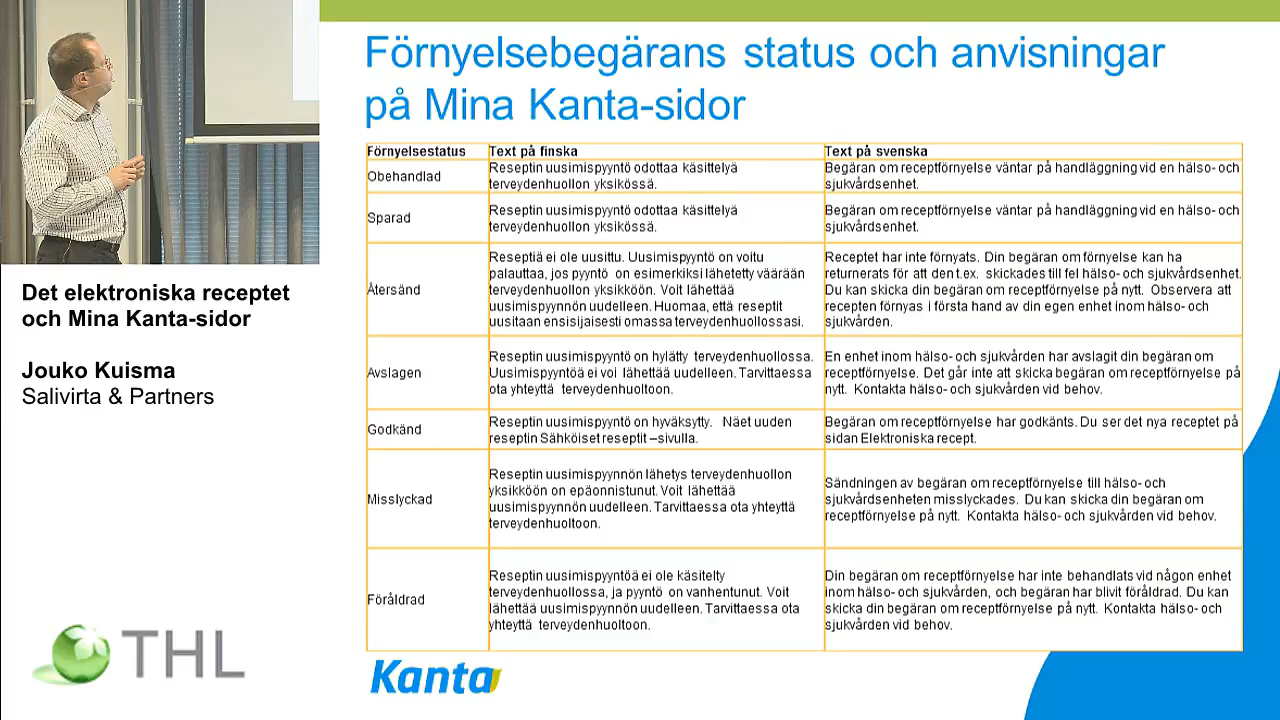 Förnyelsebegärans status och anvisningar
på Mina Kanta-sidor
Det elektroniska receptet
och Mina Kanta-sidor
Jouko Kuisma
Salivirta & Partners
THL
Förnyelsestatus Text på finska Text på svenska
Obehandlad
Reseptin uusimispyyntö odottaa käsittelyä
terveydenhuollon yksikössä.
Begäran om receptförnyelse väntar på handläggning vid en hälso- och
sjukvårdsenhet.
Sparad
Reseptin uusimispyyntö odottaa käsittelyä
terveydenhuollon yksikössä.
Begäran om receptförnyelse väntar på handläggning vid en hälso- och
sjukvårdsenhet.
Återsänd
Reseptiä ei ole uusittu. Uusimispyyntö on voitu
palauttaa, jos pyyntö on esimerkiksi lähetetty väärään
terveydenhuollon yksikköön. Voit lähettää
uusimispyynnön uudelleen. Huomaa, että reseptit
uusitaan ensisijaisesti omassa terveydenhuollossasi.
Receptet har inte förnyats. Din begäran om förnyelse kan ha
returnerats för att den t.ex. skickades till fel hälso- och sjukvårdsenhet.
Du kan skicka din begäran om receptförnyelse på nytt. Observera att
recepten förnyas i första hand av din egen enhet inom hälso- och
sjukvården.
Avslagen
Reseptin uusimispyyntö on hylätty terveydenhuollossa.
Uusimispyyntöä ei voi lähettää uudelleen. Tarvittaessa
ota yhteyttä terveydenhuoltoon.
En enhet inom hälso- och sjukvården har avslagit din begäran om
receptförnyelse. Det går inte att skicka begäran om receptförnyelse på
nytt. Kontakta hälso- och sjukvården vid behov.
Godkänd
Reseptin uusimispyyntö on hyväksytty. Näet uuden
reseptin Sähköiset reseptit –sivulla.
Begäran om receptförnyelse har godkänts. Du ser det nya receptet på
sidan Elektroniska recept.
Misslyckad
Reseptin uusimispyynnön lähetys terveydenhuollon
yksikköön on epäonnistunut. Voit lähettää
uusimispyynnön uudelleen. Tarvittaessa ota yhteyttä
terveydenhuoltoon.
Sändningen av begäran om receptförnyelse till hälso- och
sjukvårdsenheten misslyckades. Du kan skicka din begäran om
receptförnyelse på nytt. Kontakta hälso- och sjukvården vid behov.
Föråldrad
Reseptin uusimispyyntöä ei ole käsitelty
terveydenhuollossa, ja pyyntö on vanhentunut. Voit
lähettää uusimispyynnön uudelleen. Tarvittaessa ota
yhteyttä terveydenhuoltoon.
Din begäran om receptförnyelse har inte behandlats vid någon enhet
inom hälso- och sjukvården, och begäran har blivit föråldrad. Du kan
skicka din begäran om receptförnyelse på nytt. Kontakta hälso- och
sjukvården vid behov.
Kanta